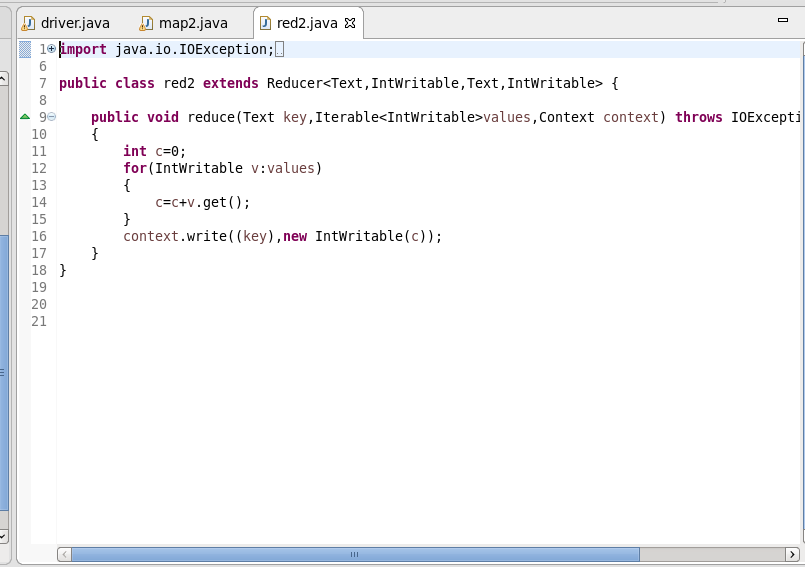 driver.java map2.java red2.java
1 import java.io.IOException;
6
7 public class red2 extends Reducer<Text,IntWritable,Text,IntWritable> {
8
9 public void reduce(Text key,Iterable<IntWritable>values,Context context) throws IOExcepti
10 {
11 int c=0;
12 for(IntWritable v:values)
13 {
14 c=c+v.get();
15 }
16 context.write((key),new IntWritable(c));
17 }
18 }
19
20
21